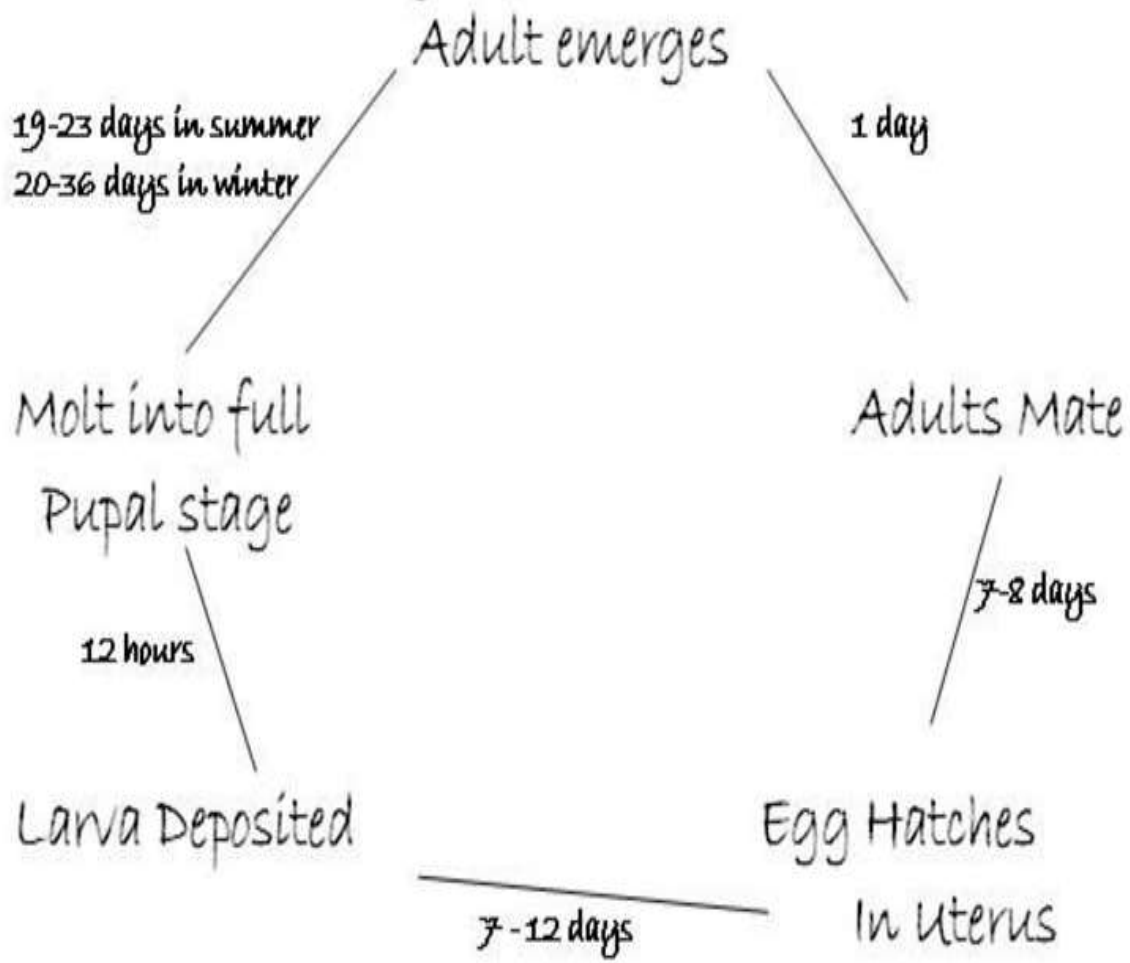 Adult emerges
1 day
Adults Mate
7-8 days
Egg Hatches
In Uterus
7-12 days
Larva Deposited
12 hours
Molt into full
Pupal stage
19-23 days in summer
20-36 days in winter